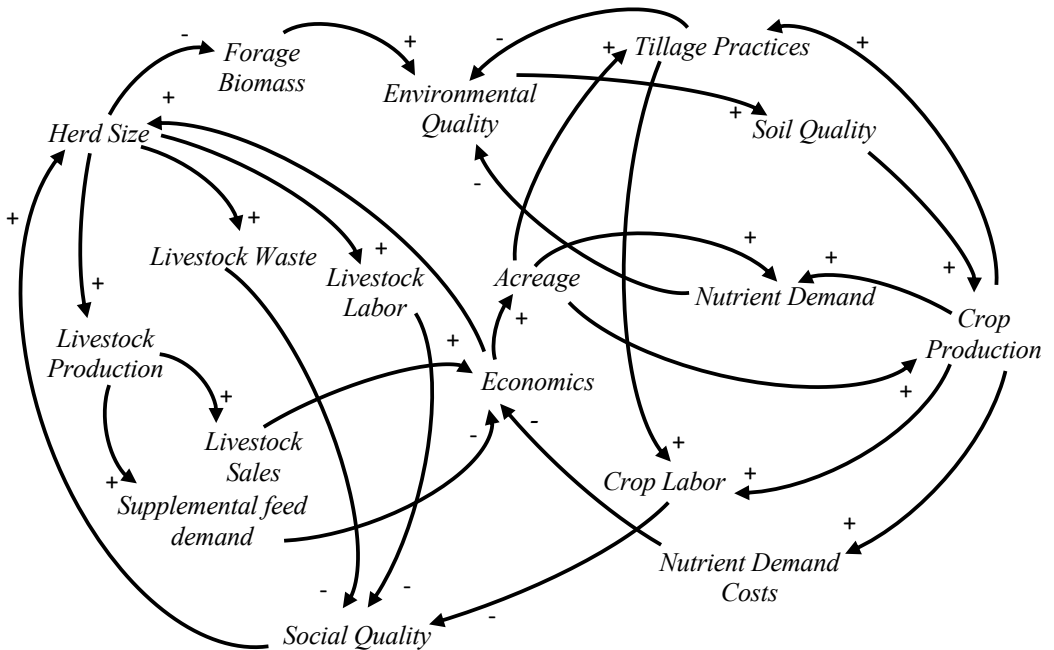 -
+
-
+
+
Forage
Biomass
Tillage Practices
Environmental
Quality
+
+
Soil Quality
Herd Size
-
+
+
+
+
+
+
Livestock Waste
Livestock
Labor
Acreage
Nutrient Demand
+
+
+
Crop
Production
Livestock
Production
+
Economics
+
+
-
-
Livestock
Sales
+
+
+
Crop Labor
Supplemental feed
demand
+
Nutrient Demand
Costs
-
-
-
Social Quality